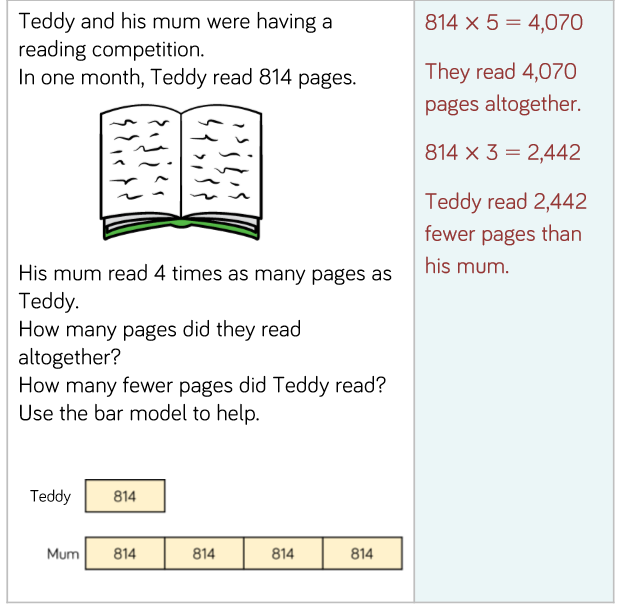 Teddy and his mum were having a
reading competition.
In one month, Teddy read 814 pages.
His mum read 4 times as many pages as
Teddy.
How many pages did they read
altogether?
How many fewer pages did Teddy read?
Use the bar model to help.
Teddy 814
Mum 814 814 814 814
814 × 5 = 4,070
They read 4,070
pages altogether.
814 × 3 = 2,442
Teddy read 2,442
fewer pages than
his mum.